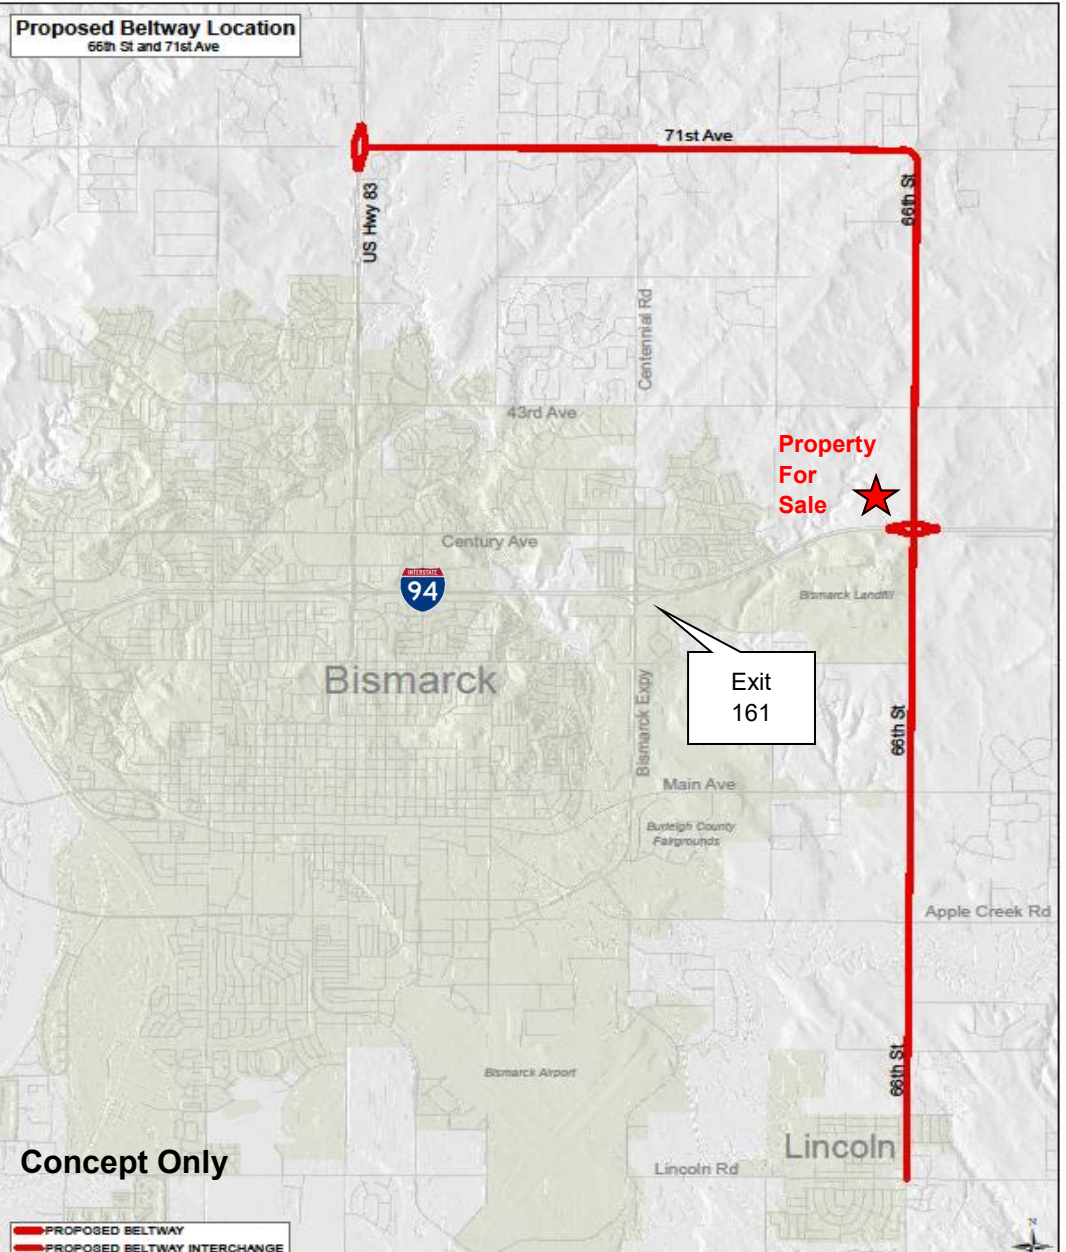 Proposed Beltway Location
66th St and 71st Ave
71st Ave
66th St
US Hwy 83
Centennial Rd
43rd Ave
Property
For
Sale
Century Ave
INTERSTATE
94
Bismarck Landfill
Bismarck
Exit
161
Bismarck Expy
66th St
Main Ave
Burleigh County
Fairgrounds
Apple Creek Rd
66th St
Bismarck Airport
Lincoln
Concept Only
Lincoln Rd
PROPOSED BELTWAY
PROPOSED BELTWAY INTERCHANGE
N